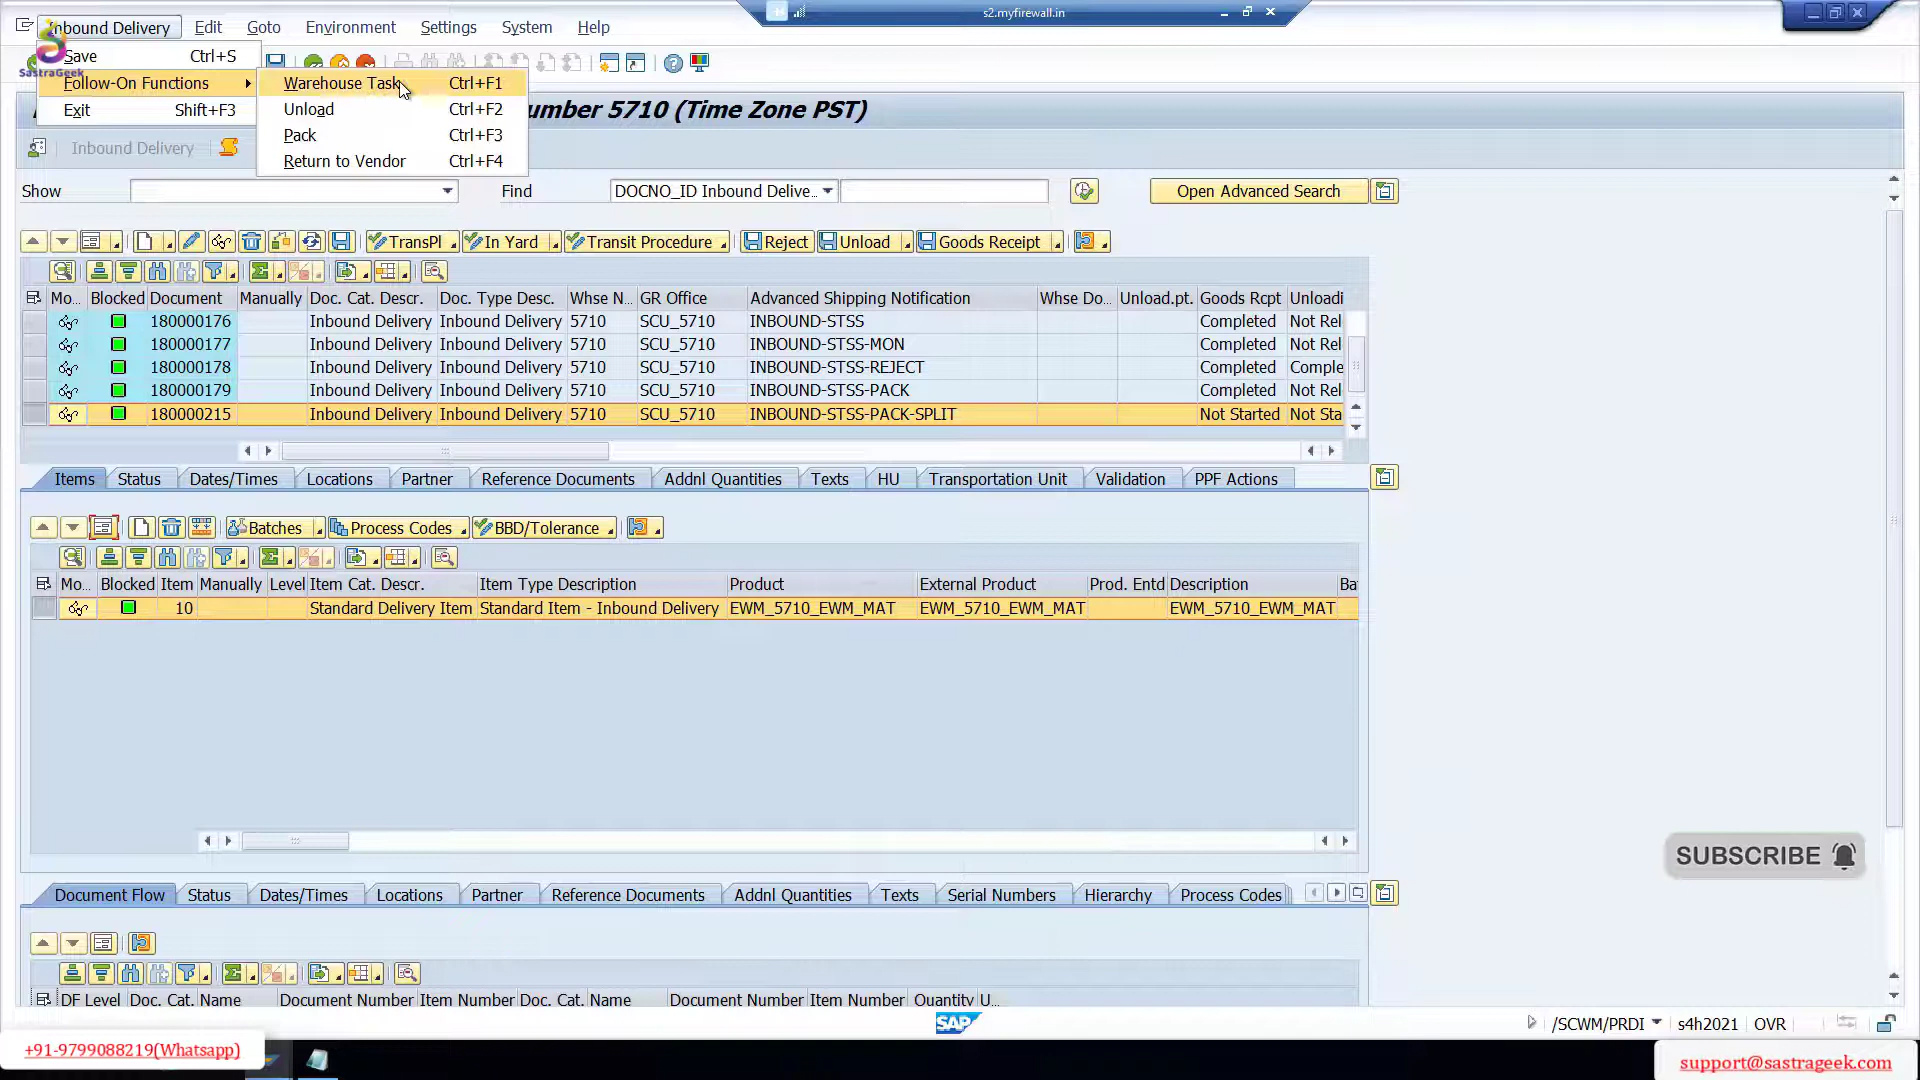 s2.myfirewall.in
Inbound Delivery Edit Goto Environment Settings System Help
Save Ctrl+S
SastraGeek
Follow-On Functions Warehouse Task Ctrl+F1
Exit Shift+F3 Unload Ctrl+F2
Pack Ctrl+F3
Return to Vendor Ctrl+F4
umber 5710 (Time Zone PST)
Inbound Delivery
Show Find DOCNO_ID Inbound Delive.. Open Advanced Search
TransPl In Yard Transit Procedure Reject Unload Goods Receipt
Mo... Blocked Document Manually Doc. Cat. Descr. Doc. Type Desc. Whse N... GR Office Advanced Shipping Notification Whse Do... Unload.pt. Goods Rcpt Unloadi
180000176 Inbound Delivery Inbound Delivery 5710 SCU_5710 INBOUND-STSS Completed Not Rel
180000177 Inbound Delivery Inbound Delivery 5710 SCU_5710 INBOUND-STSS-MON Completed Not Rel
180000178 Inbound Delivery Inbound Delivery 5710 SCU_5710 INBOUND-STSS-REJECT Completed Comple
180000179 Inbound Delivery Inbound Delivery 5710 SCU_5710 INBOUND-STSS-PACK Completed Not Rel
180000215 Inbound Delivery Inbound Delivery 5710 SCU_5710 INBOUND-STSS-PACK-SPLIT Not Started Not Sta
Items Status Dates/Times Locations Partner Reference Documents Addnl Quantities Texts HU Transportation Unit Validation PPF Actions
Batches Process Codes BBD/Tolerance
Mo... Blocked Item Manually Level Item Cat. Descr. Item Type Description Product External Product Prod. Entd Description Ba
10 Standard Delivery Item Standard Item - Inbound Delivery EWM_5710_EWM_MAT EWM_5710_EWM_MAT EWM_5710_EWM_MAT
SUBSCRIBE
Document Flow Status Dates/Times Locations Partner Reference Documents Addnl Quantities Texts Serial Numbers Hierarchy Process Codes
DF Level Doc. Cat. Name Document Number Item Number Doc. Cat. Name Document Number Item Number Quantity U...
SAP /SCWM/PRDI s4h2021 OVR
+91-9799088219(Whatsapp)
support@sastrageek.com